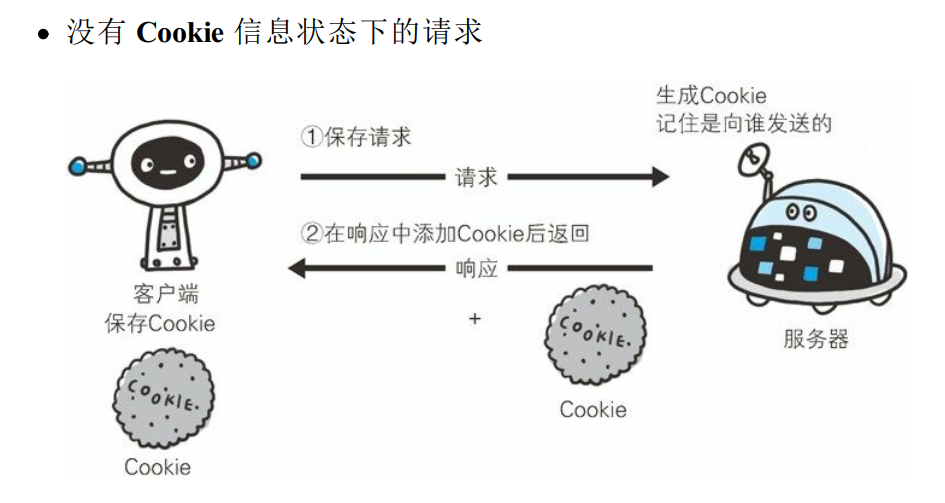 • 没有 Cookie 信息状态下的请求
生成Cookie
记住是向谁发送的
①保存请求
请求
②在响应中添加Cookie后返回
响应
客户端
保存Cookie
+
COOKIE.
Cookie
服务器
COOKIE.
Cookie